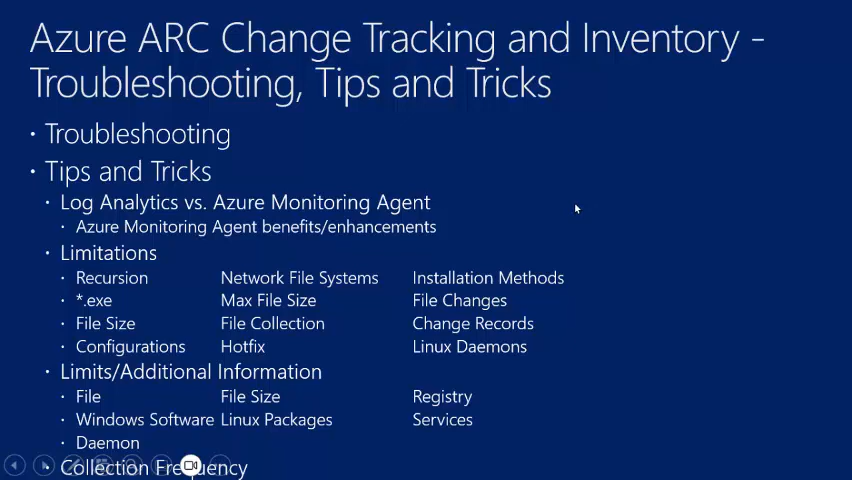 Azure ARC Change Tracking and Inventory -
Troubleshooting, Tips and Tricks
• Troubleshooting
• Tips and Tricks
• Log Analytics vs. Azure Monitoring Agent
• Azure Monitoring Agent benefits/enhancements
• Limitations
• Recursion Network File Systems Installation Methods
• *.exe Max File Size File Changes
• File Size File Collection Change Records
• Configurations Hotfix Linux Daemons
• Limits/Additional Information
• File File Size Registry
• Windows Software Linux Packages Services
• Daemon
• Collection Frequency